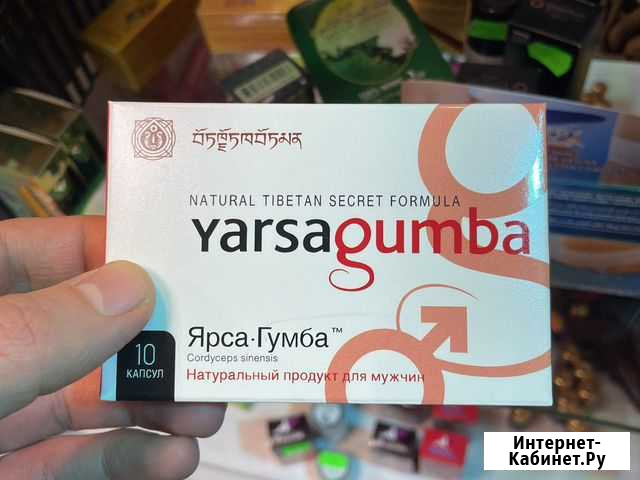 NATURAL TIBETAN SECRET FORMULA
Yarsagumba
Ярса·Гумба™
Cordyceps sinensis
Натуральный продукт для мужчин
10
КАПСУЛ
Интернет-
Кабинет.Ру